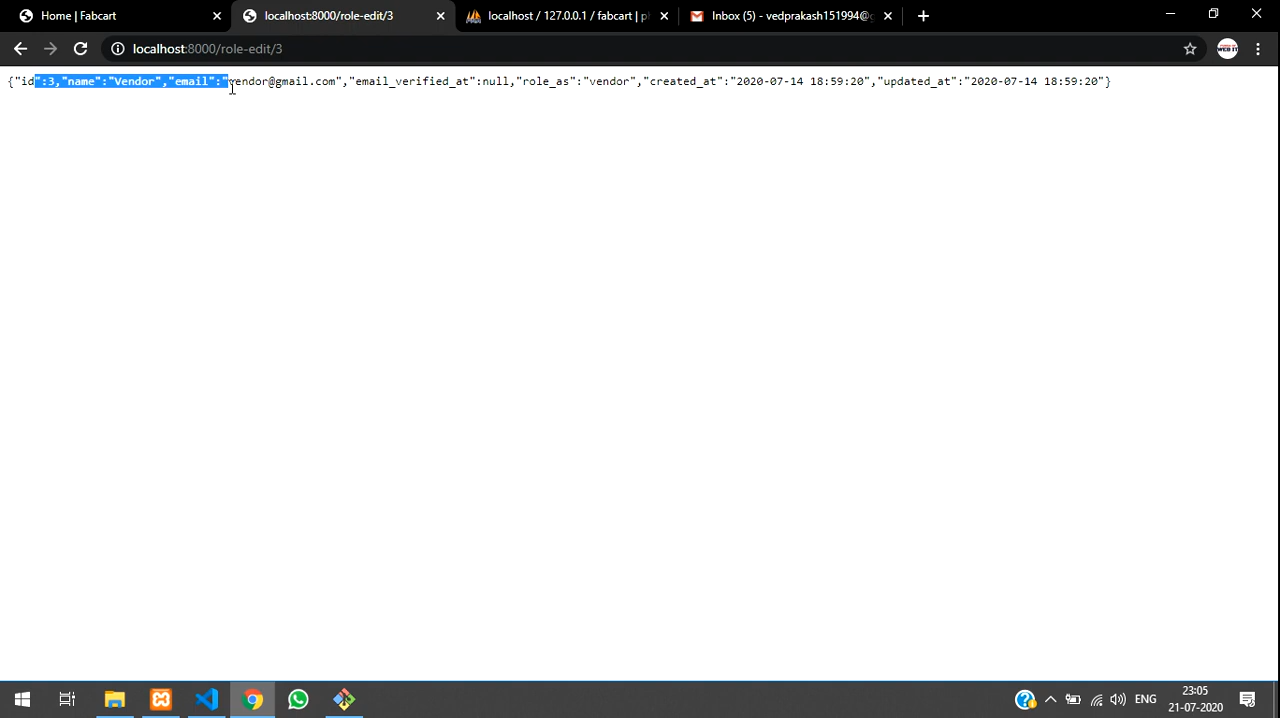 Home | Fabcart
localhost:8000/role-edit/3
localhost / 127.0.0.1 / fabcart | p
Inbox (5) - vedprakash151994@
localhost:8000/role-edit/3
{"id":3,"name":"Vendor","email":"vendor@gmail.com","email_verified_at":null,"role_as":"vendor","created_at":"2020-07-14 18:59:20","updated_at":"2020-07-14 18:59:20"}
ENG
23:05
21-07-2020